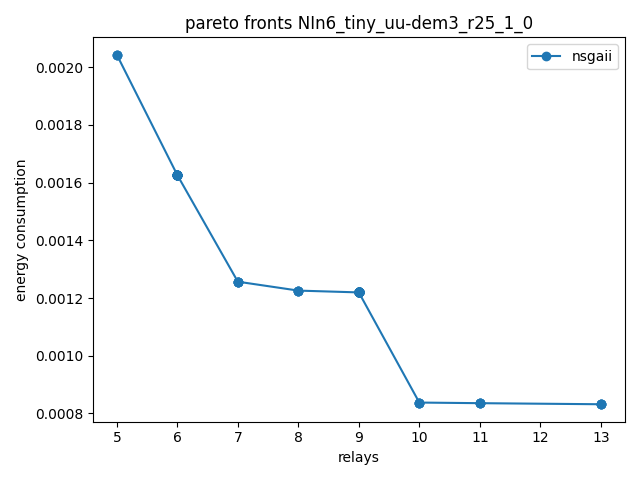 pareto fronts NIn6_tiny_uu-dem3_r25_1_0
nsgaii
energy consumption
0.0020
0.0018
0.0016
0.0014
0.0012
0.0010
0.0008
5 6 7 8 9 10 11 12 13
relays